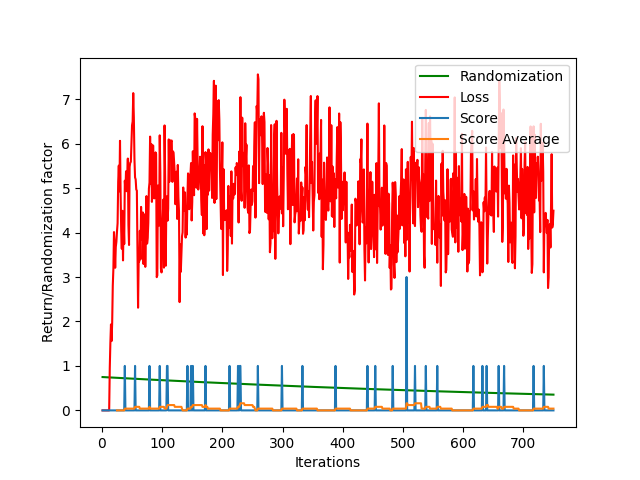 Randomization
Loss
Score
Score Average
Return/Randomization factor
7
6
5
4
3
2
1
0
0 100 200 300 400 500 600 700
Iterations